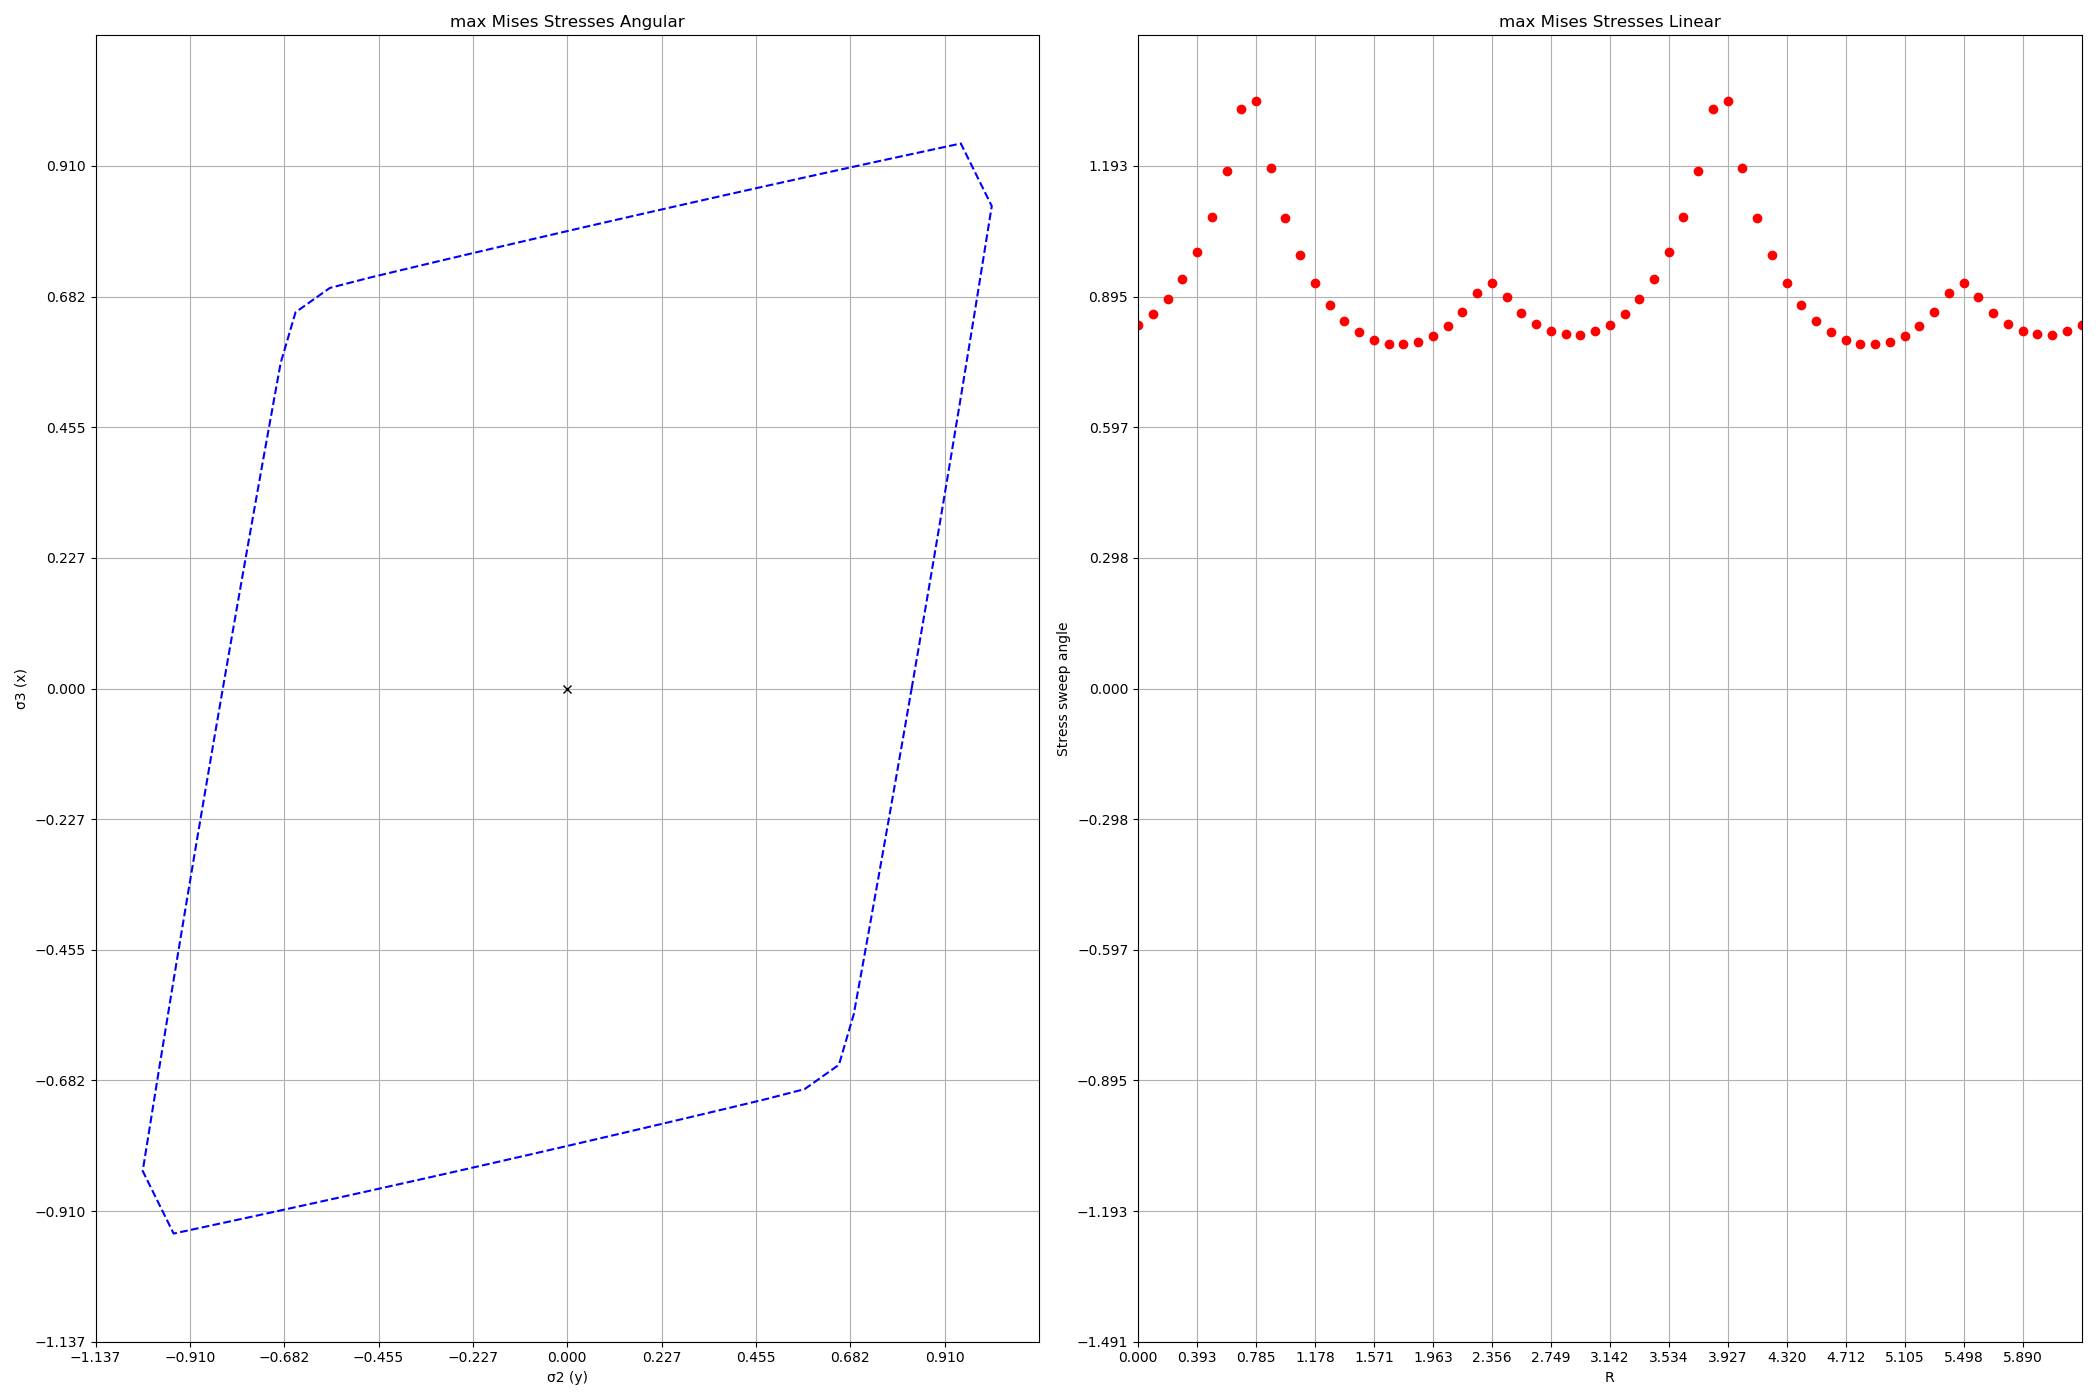 max Mises Stresses Angular
0.910
0.682
0.455
0.227
0.000
−0.227
−0.455
−0.682
−0.910
−1.137
σ3 (x)
−1.137 −0.910 −0.682 −0.455 −0.227 0.000 0.227 0.455 0.682 0.910
σ2 (y)
max Mises Stresses Linear
1.193
0.895
0.597
0.298
0.000
−0.298
−0.597
−0.895
−1.193
−1.491
Stress sweep angle
0.000 0.393 0.785 1.178 1.571 1.963 2.356 2.749 3.142 3.534 3.927 4.320 4.712 5.105 5.498 5.890
R